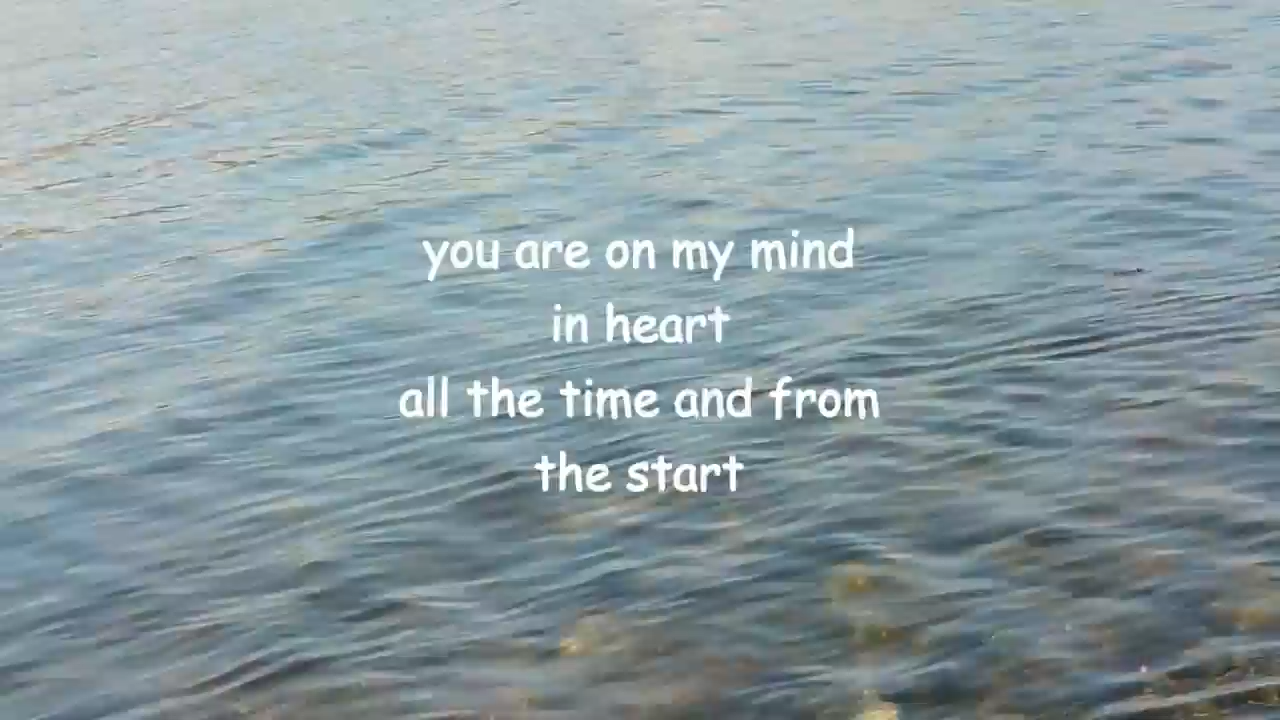 you are on my mind
in heart
all the time and from
the start